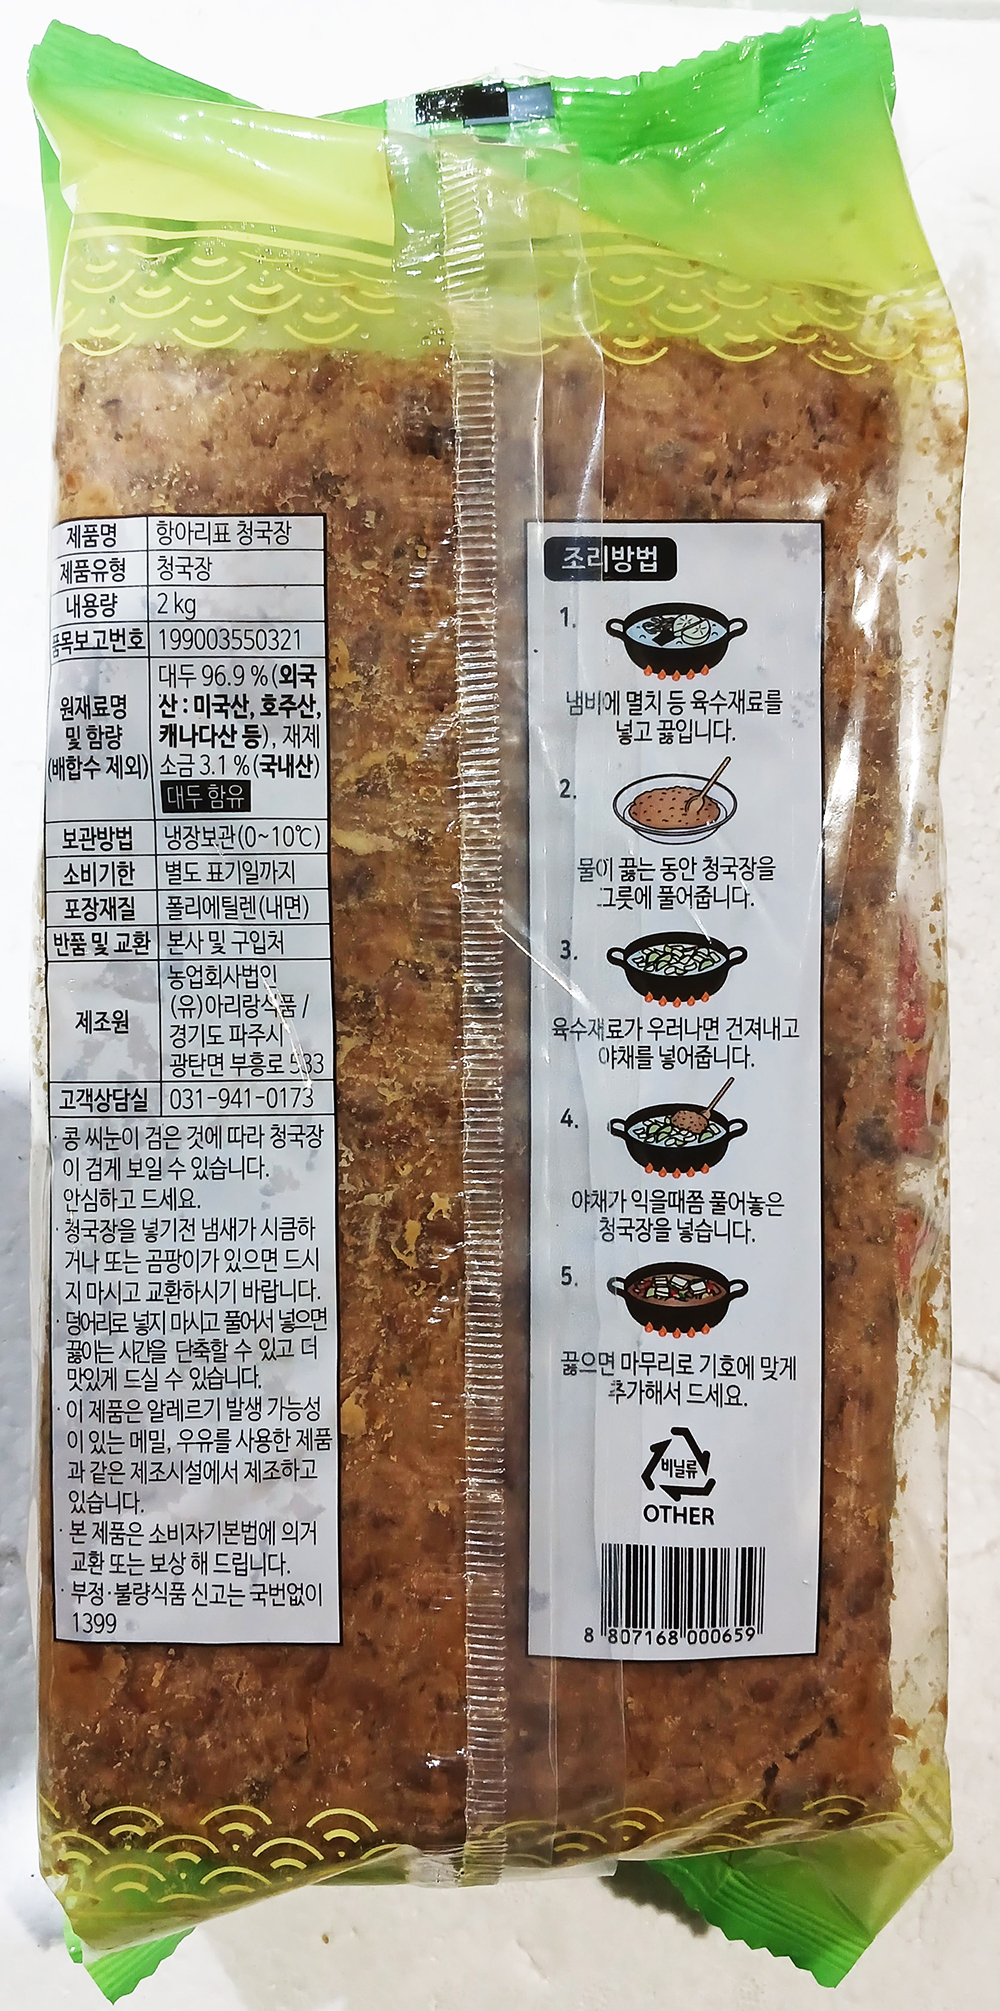 제품명 항아리표 청국장
제품유형 청국장
내용량 2 kg
품목보고번호 199003550321
원재료명 및 함량 (배합수 제외)
대두 96.9 % (외국
산 : 미국산, 호주산,
캐나다산 등), 재제
소금 3.1 % (국내산)
대두 함유
보관방법 냉장보관(0~10℃)
소비기한 별도 표기일까지
포장재질 폴리에틸렌(내면)
반품 및 교환 본사 및 구입처
제조원
농업회사법인
(유)아리랑식품 /
경기도 파주시
광탄면 부흥로 533
고객상담실 031-941-0173
· 콩 씨눈이 검은 것에 따라 청국장
이 검게 보일 수 있습니다.
안심하고 드세요.
· 청국장을 넣기전 냄새가 시큼하
거나 또는 곰팡이가 있으면 드시
지 마시고 교환하시기 바랍니다.
· 덩어리로 넣지 마시고 풀어서 넣으면
끓이는 시간을 단축할 수 있고 더
맛있게 드실 수 있습니다.
· 이 제품은 알레르기 발생 가능성
이 있는 메밀, 우유를 사용한 제품
과 같은 제조시설에서 제조하고
있습니다.
· 본 제품은 소비자기본법에 의거
교환 또는 보상 해 드립니다.
· 부정·불량식품 신고는 국번없이
1399
조리방법
1.
냄비에 멸치 등 육수재료를
넣고 끓입니다.
2.
물이 끓는 동안 청국장을
그릇에 풀어줍니다.
3.
육수재료가 우러나면 건져내고
야채를 넣어줍니다.
4.
야채가 익을때쯤 풀어놓은
청국장을 넣습니다.
5.
끓으면 마무리로 기호에 맞게
추가해서 드세요.
비닐류
OTHER
8 807168 000659